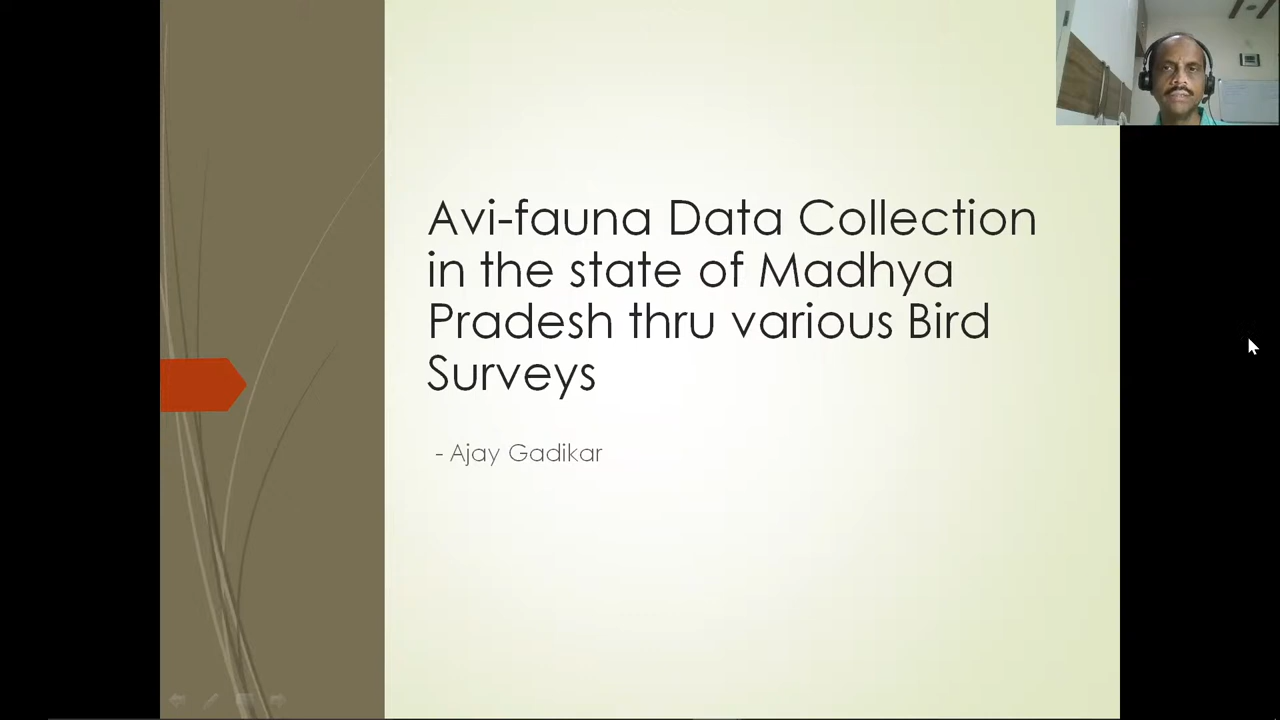 Avi-fauna Data Collection
in the state of Madhya
Pradesh thru various Bird
Surveys
- Ajay Gadikar